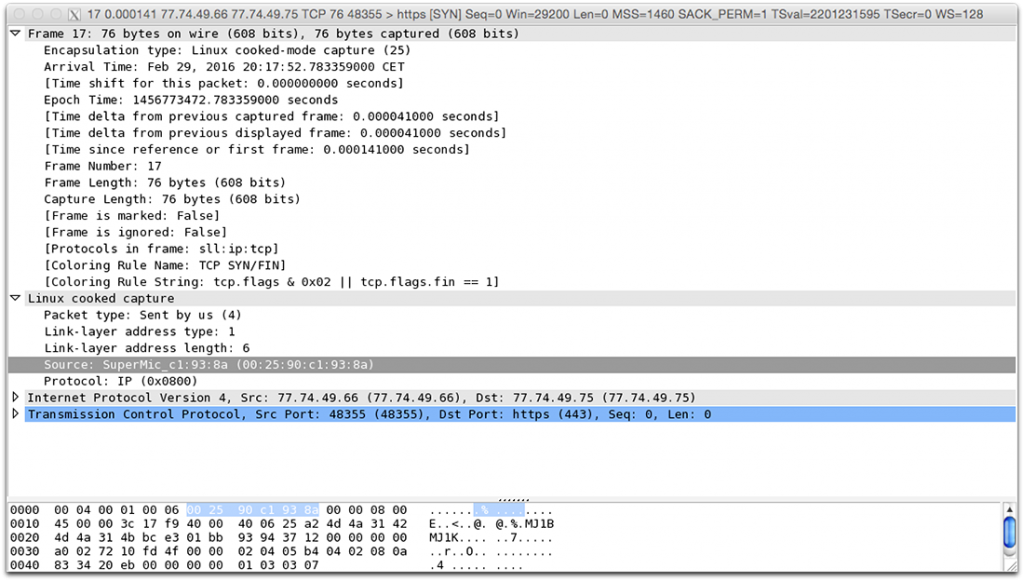 17 0.000141 77.74.49.66 77.74.49.75 TCP 76 48355 > https [SYN] Seq=0 Win=29200 Len=0 MSS=1460 SACK_PERM=1 TSval=2201231595 TSecr=0 WS=128
Frame 17: 76 bytes on wire (608 bits), 76 bytes captured (608 bits)
Encapsulation type: Linux cooked-mode capture (25)
Arrival Time: Feb 29, 2016 20:17:52.783359000 CET
[Time shift for this packet: 0.000000000 seconds]
Epoch Time: 1456773472.783359000 seconds
[Time delta from previous captured frame: 0.000041000 seconds]
[Time delta from previous displayed frame: 0.000041000 seconds]
[Time since reference or first frame: 0.000141000 seconds]
Frame Number: 17
Frame Length: 76 bytes (608 bits)
Capture Length: 76 bytes (608 bits)
[Frame is marked: False]
[Frame is ignored: False]
[Protocols in frame: sll:ip:tcp]
[Coloring Rule Name: TCP SYN/FIN]
[Coloring Rule String: tcp.flags & 0x02 || tcp.flags.fin == 1]
Linux cooked capture
Packet type: Sent by us (4)
Link-layer address type: 1
Link-layer address length: 6
Source: SuperMic_c1:93:8a (00:25:90:c1:93:8a)
Protocol: IP (0x0800)
Internet Protocol Version 4, Src: 77.74.49.66 (77.74.49.66), Dst: 77.74.49.75 (77.74.49.75)
Transmission Control Protocol, Src Port: 48355 (48355), Dst Port: https (443), Seq: 0, Len: 0
0000 00 04 00 01 00 06 00 25 90 c1 93 8a 00 00 08 00 .......% ........
0010 45 00 00 3c 17 f9 40 00 40 06 25 a2 4d 4a 31 42 E..<..@. @.%.MJ1B
0020 4d 4a 31 4b bc e3 01 bb 93 94 37 12 00 00 00 00 MJ1K.... ..7.....
0030 a0 02 72 10 fd 4f 00 00 02 04 05 b4 04 02 08 0a ..r..O.. ........
0040 83 34 20 eb 00 00 00 00 01 03 03 07 .4 ..... ....